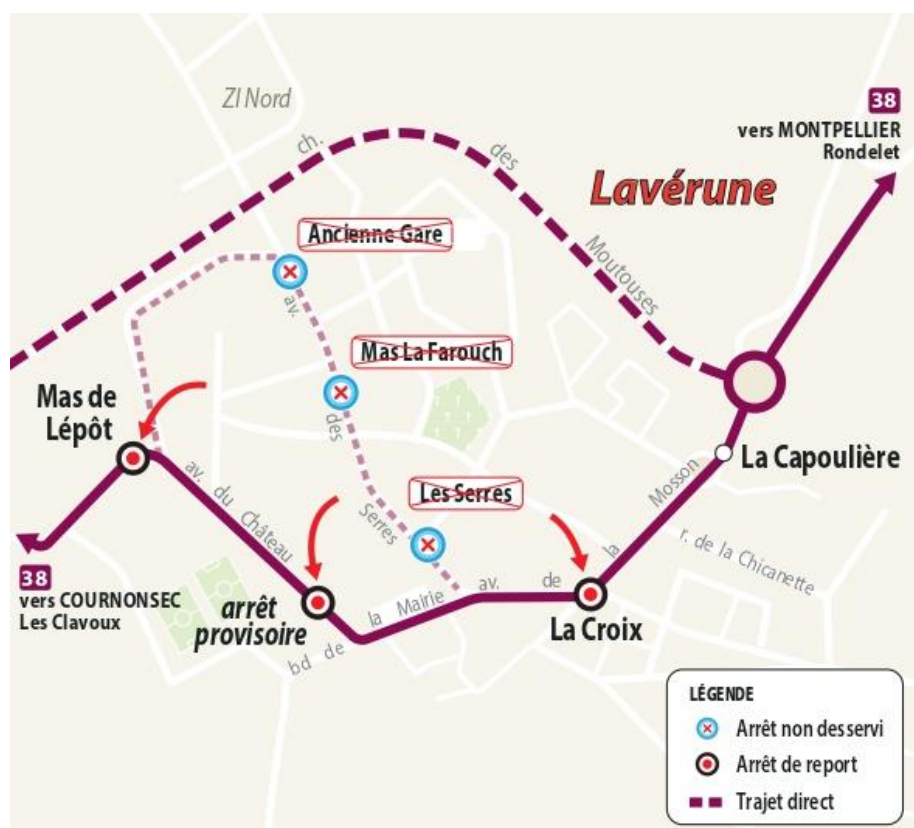 ZI Nord
38
vers MONTPELLIER
Rondelet
ch.
des
Lavérune
Moutouses
Ancienne Gare
av.
Mas La Farouch
des
Mas de
Lépôt
La Capoulière
Les Serres
Serres
av. du Château
Mosson
la
r. de la Chicanette
38
vers COURNONSEC
Les Clavoux
arrêt
provisoire
bd de la Mairie
av. de
La Croix
LÉGENDE
Arrêt non desservi
Arrêt de report
Trajet direct